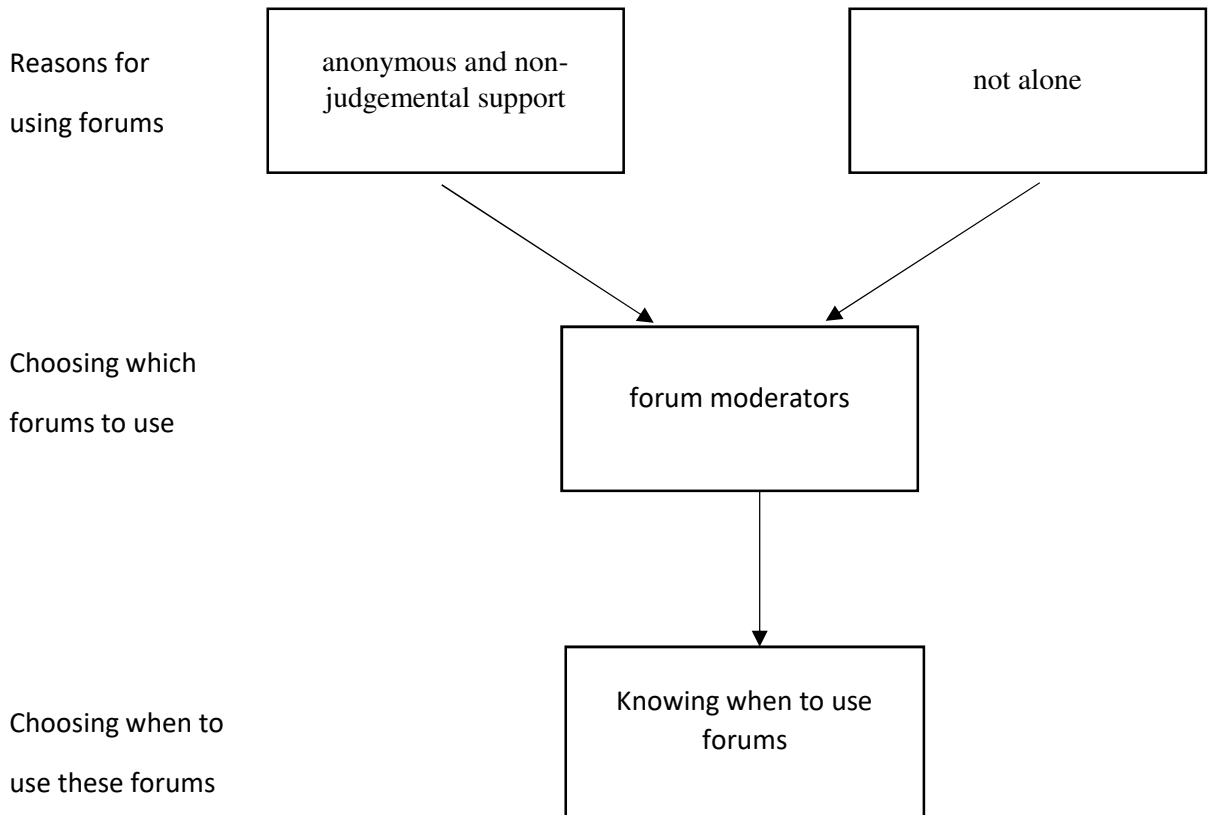 Reasons for
using forums
anonymous and non-
judgemental support
not alone
Choosing which
forums to use
forum moderators
Choosing when to
use these forums
Knowing when to use
forums